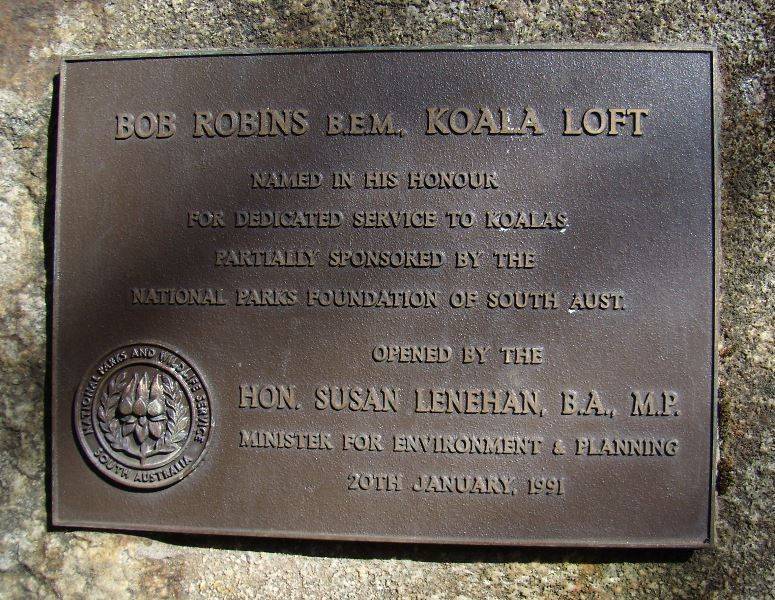 BOB ROBINS B.E.M., KOALA LOFT
NAMED IN HIS HONOUR
FOR DEDICATED SERVICE TO KOALAS
PARTIALLY SPONSORED BY THE
NATIONAL PARKS FOUNDATION OF SOUTH AUST.
OPENED BY THE
HON. SUSAN LENEHAN, B.A., M.P.
MINISTER FOR ENVIRONMENT & PLANNING
20TH JANUARY, 1991
NATIONAL PARKS AND WILDLIFE SERVICE
SOUTH AUSTRALIA